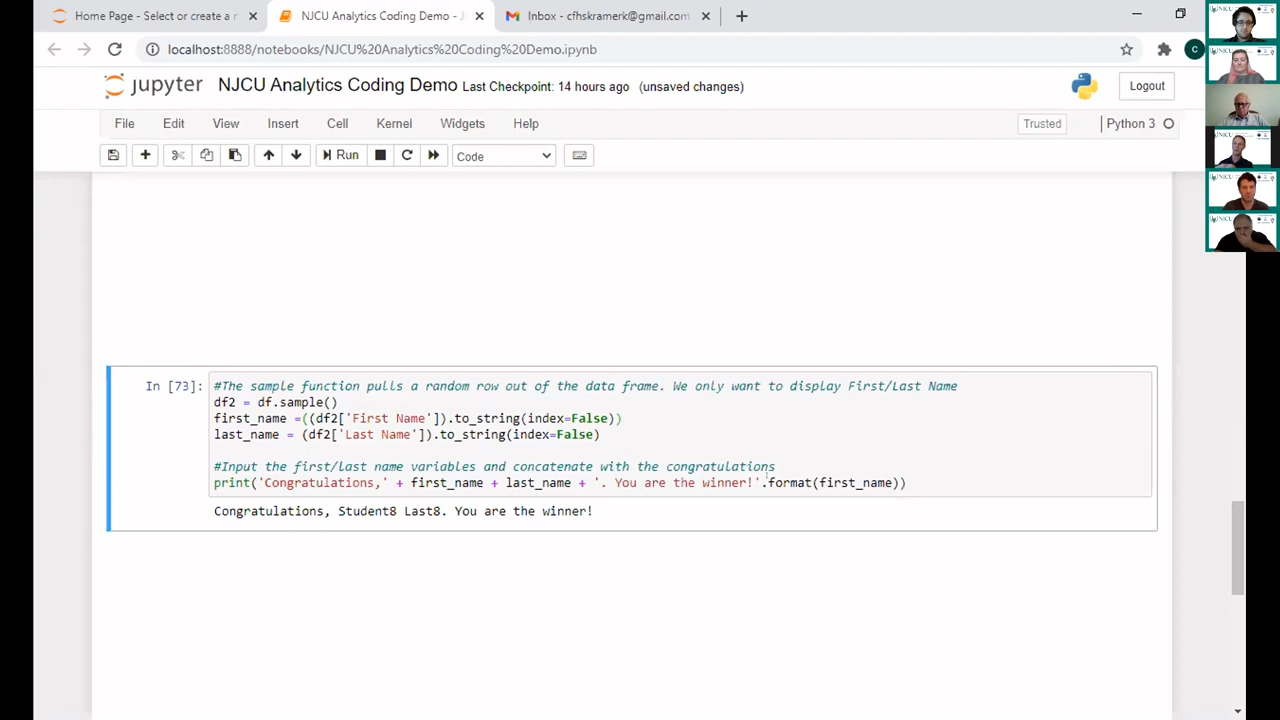 Home Page - Select or create a n
NJCU Analytics Coding Demo - J
localhost:8888/notebooks/NJCU%20Analytics%20Coding%20Demo.ipynb
C
jupyter
NJCU Analytics Coding Demo Last Checkpoint: 14 hours ago (unsaved changes)
Logout
File Edit View Insert Cell Kernel Widgets Help
Trusted
Python 3
Run
Code
In [73]:
#The sample function pulls a random row out of the data frame. We only want to display First/Last Name
df2 = df.sample()
first_name =((df2['First Name']).to_string(index=False))
last_name = (df2['Last Name']).to_string(index=False)
#Input the first/last name variables and concatenate with the congratulations
print('Congratulations,' + first_name + last_name + '. You are the winner!'.format(first_name))
Congratulations, Student8 Last8. You are the winner!